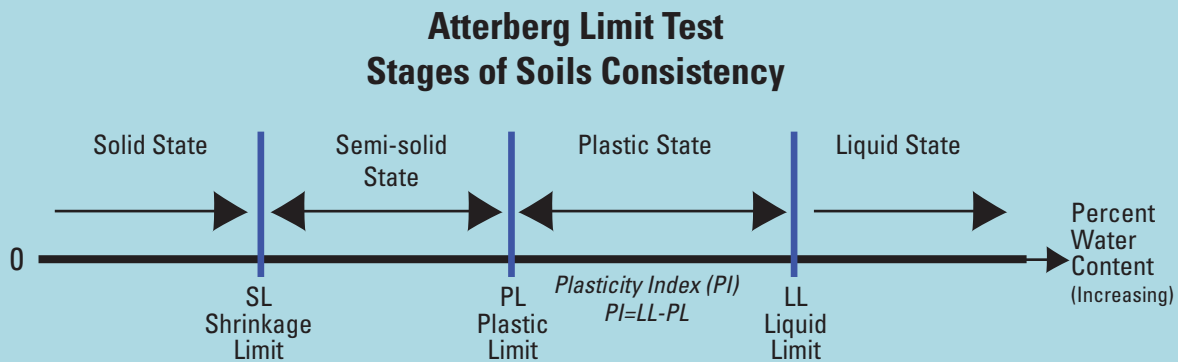 Atterberg Limit Test
Stages of Soils Consistency
Solid State
Semi-solid
State
Plastic State
Liquid State
0
Percent
Water
Content
(Increasing)
SL
Shrinkage
Limit
PL
Plastic
Limit
Plasticity Index (PI)
PI=LL-PL
LL
Liquid
Limit